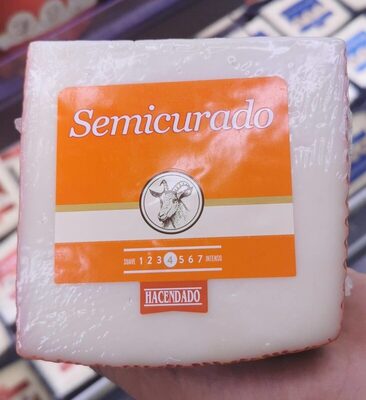 Semicurado
SUAVE 1 2 3 4 5 6 7 INTENSO
HACENDADO